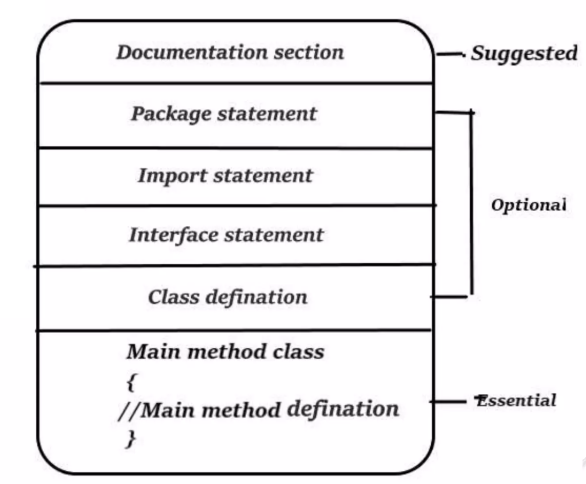 Documentation section
Suggested
Package statement
Import statement
Optional
Interface statement
Class defination
Main method class
{
//Main method defination
}
Essential